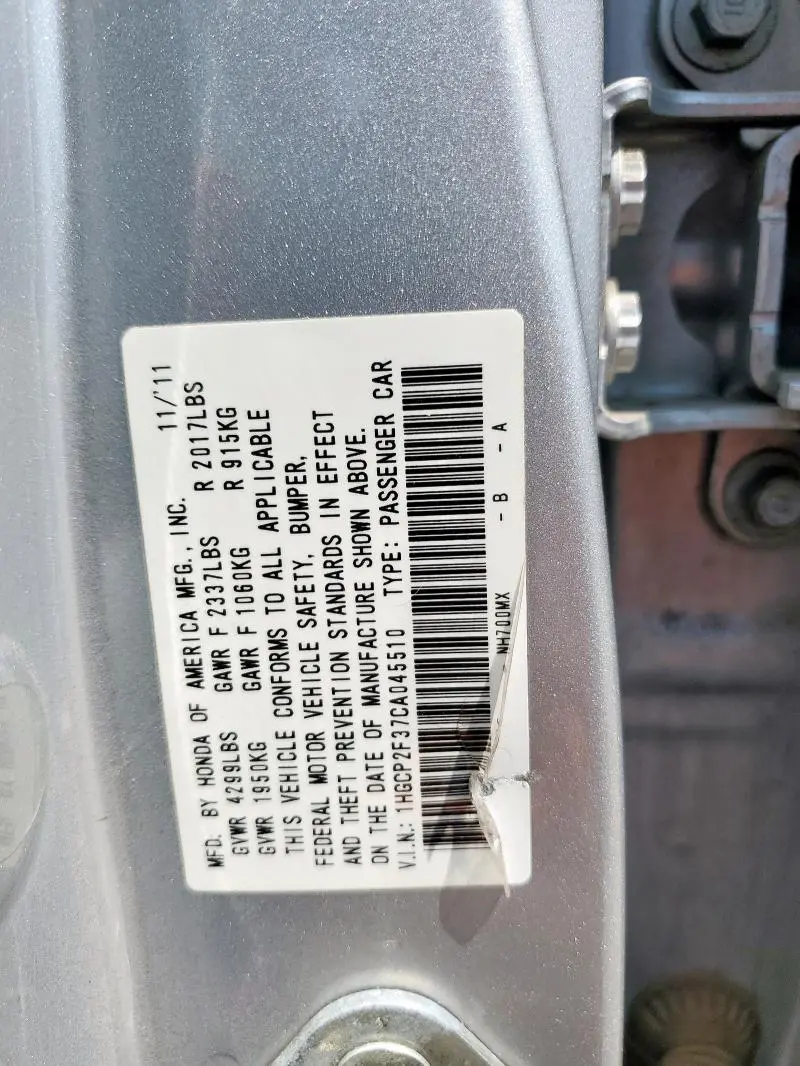 MFD. BY HONDA OF AMERICA MFG., INC. 11/'11
GVWR 4299LBS GAWR F 2337LBS R 2017LBS
GVWR 1950KG GAWR F 1060KG R 915KG
THIS VEHICLE CONFORMS TO ALL APPLICABLE
FEDERAL MOTOR VEHICLE SAFETY, BUMPER,
AND THEFT PREVENTION STANDARDS IN EFFECT
ON THE DATE OF MANUFACTURE SHOWN ABOVE.
V.I.N.: 1HGCP2F37CA045510 TYPE: PASSENGER CAR
NH700MX -B -A